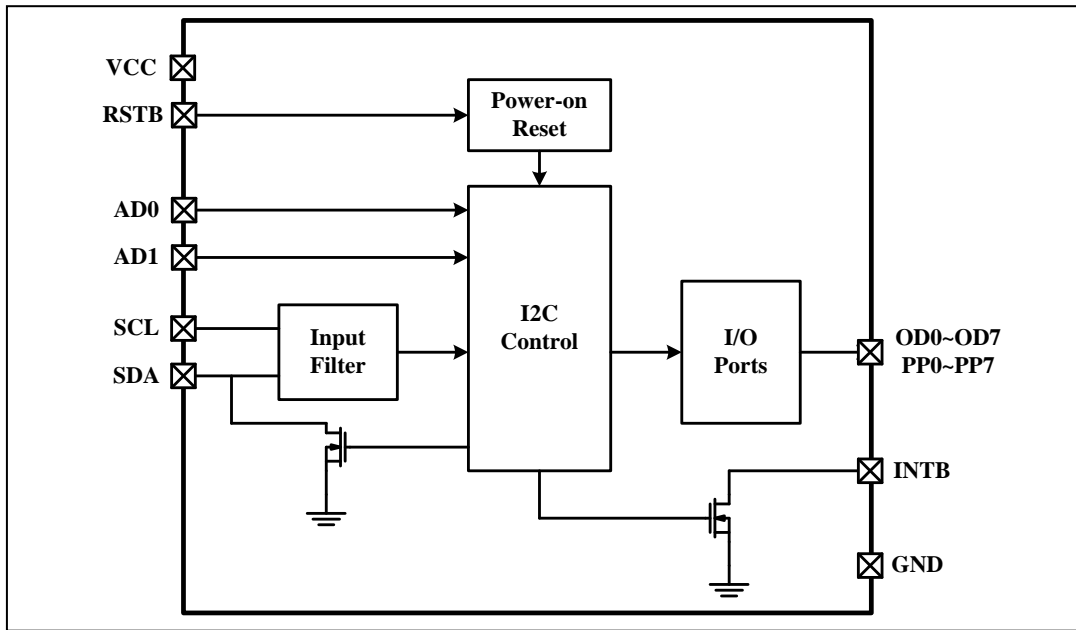 VCC
RSTB
Power-on
Reset
AD0
AD1
SCL
SDA
Input
Filter
I2C
Control
I/O
Ports
OD0~OD7
PP0~PP7
INTB
GND